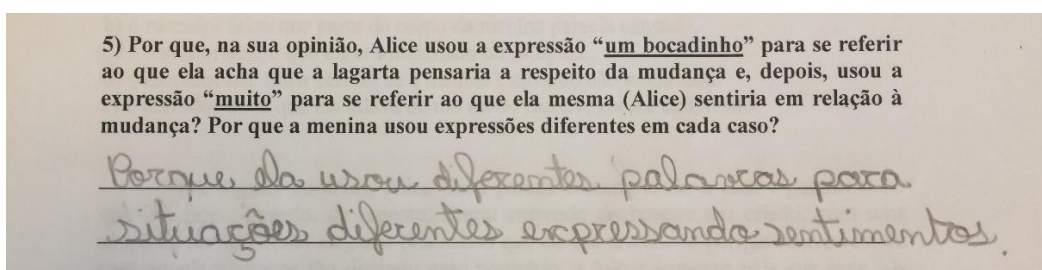 5) Por que, na sua opinião, Alice usou a expressão “um bocadinho” para se referir
ao que ela acha que a lagarta pensaria a respeito da mudança e, depois, usou a
expressão “muito” para se referir ao que ela mesma (Alice) sentiria em relação à
mudança? Por que a menina usou expressões diferentes em cada caso?
Porque ela usou diferentes palavras para
situações diferentes expressando sentimentos.